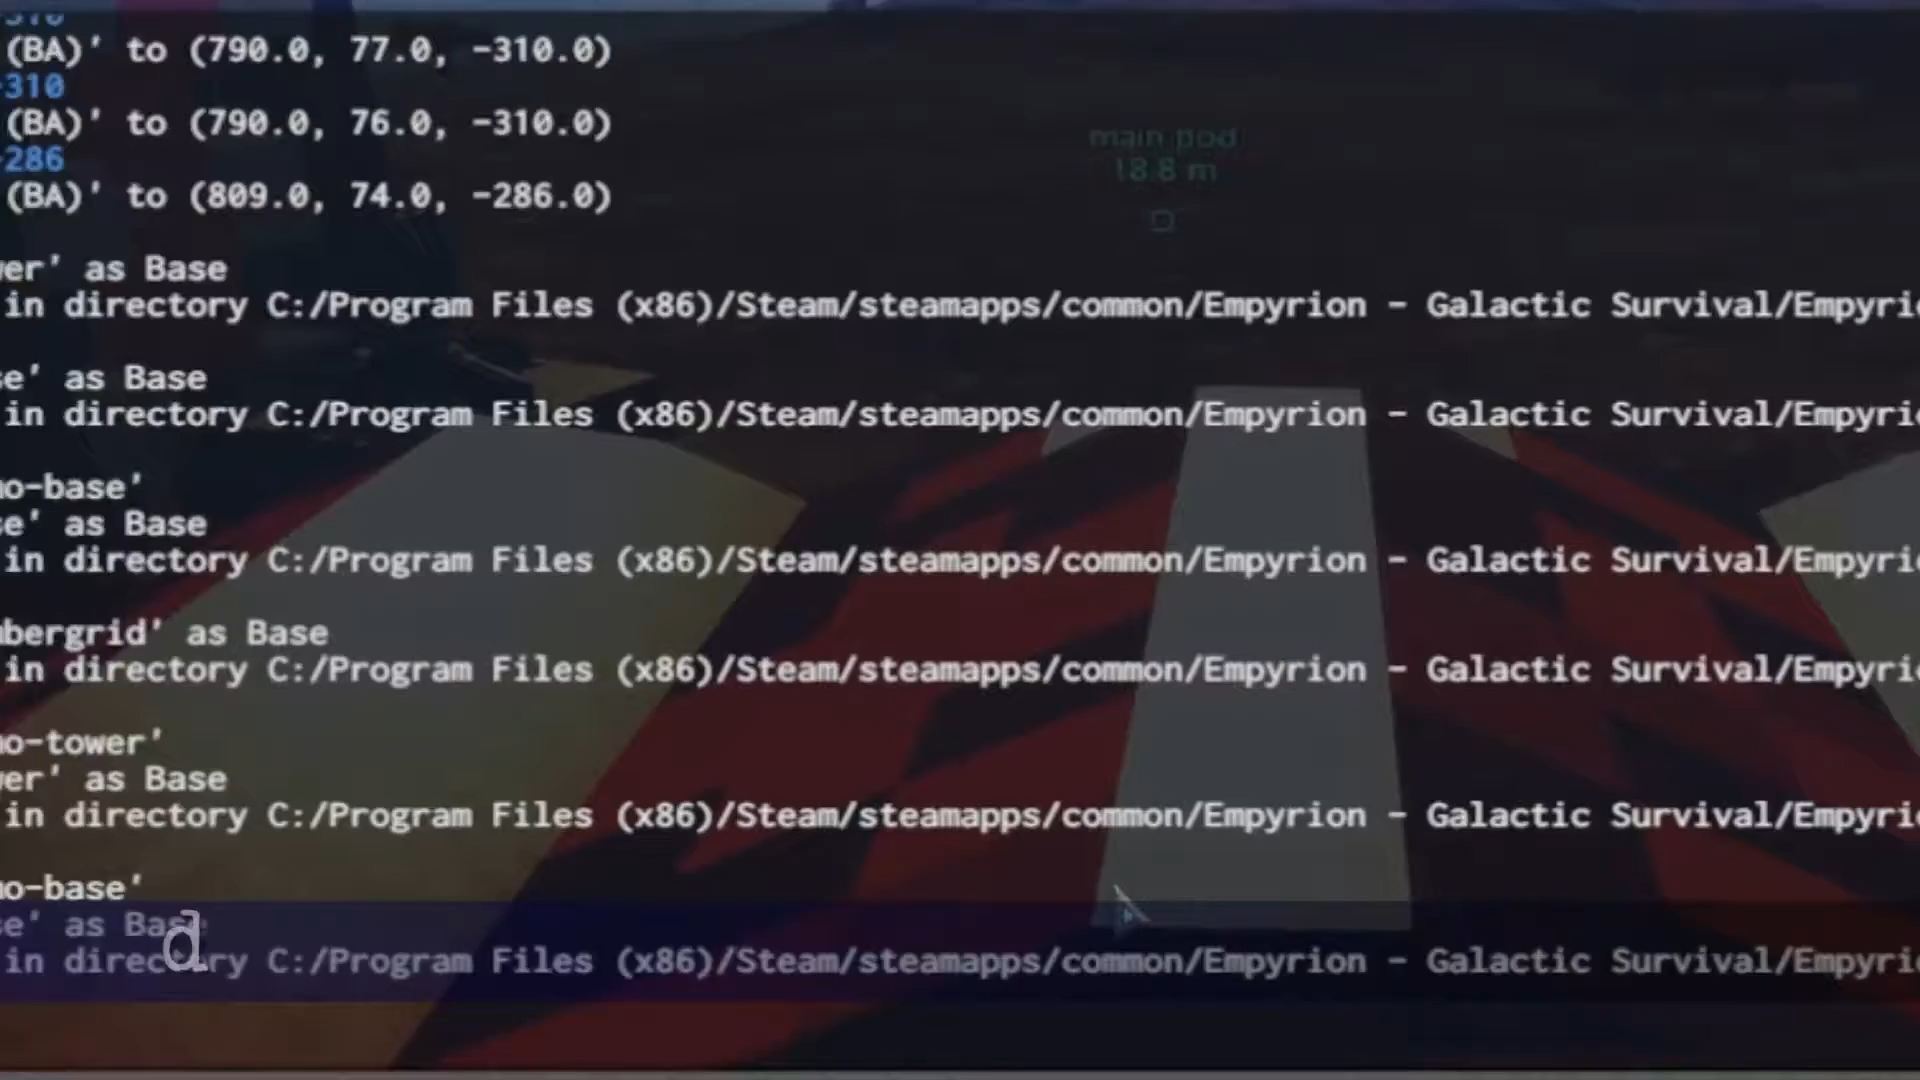 (BA)' to (790.0, 77.0, -310.0)
-310
(BA)' to (790.0, 76.0, -310.0)
-286
(BA)' to (809.0, 74.0, -286.0)
main pod
18.8 m
er' as Base
in directory C:/Program Files (x86)/Steam/steamapps/common/Empyrion - Galactic Survival/Empyrio
se' as Base
in directory C:/Program Files (x86)/Steam/steamapps/common/Empyrion - Galactic Survival/Empyrio
o-base'
se' as Base
in directory C:/Program Files (x86)/Steam/steamapps/common/Empyrion - Galactic Survival/Empyrio
bergrid' as Base
in directory C:/Program Files (x86)/Steam/steamapps/common/Empyrion - Galactic Survival/Empyrio
o-tower'
er' as Base
in directory C:/Program Files (x86)/Steam/steamapps/common/Empyrion - Galactic Survival/Empyrio
o-base'
se' as Base
d
in directory C:/Program Files (x86)/Steam/steamapps/common/Empyrion - Galactic Survival/Empyrio